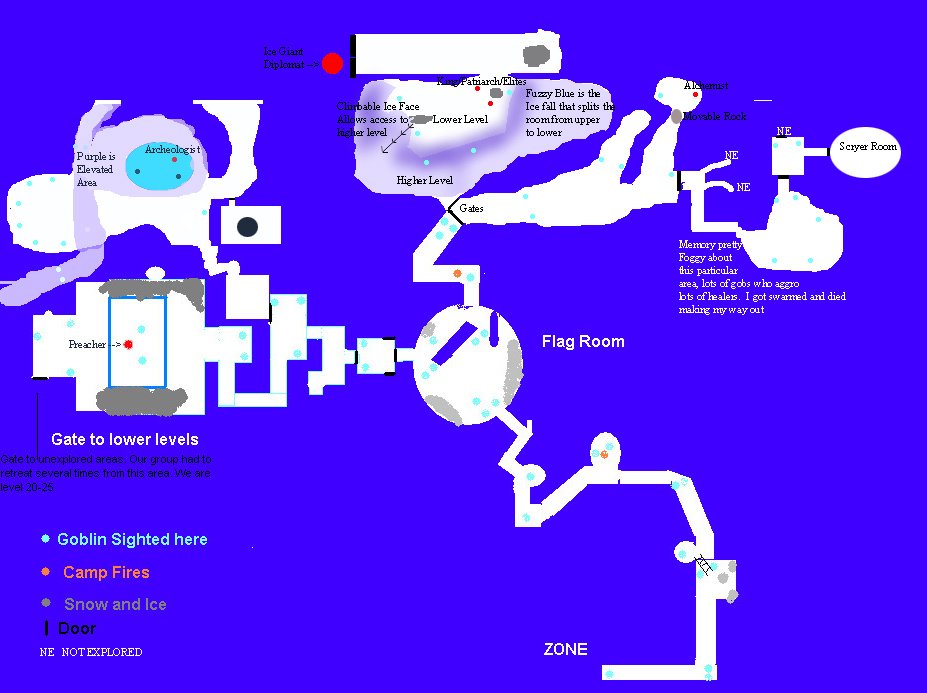 Ice Giant
Diplomat -->
King/Patriarch/Elites
Climbable Ice Face
Allows access to
higher level
Lower Level
Fuzzy Blue is the
Ice fall that splits the
room from upper
to lower
Higher Level
Alchemist
Movable Rock
NE
Scryer Room
NE
NE
Archeologist
Purple is
Elevated
Area
Gates
Memory pretty
Foggy about
this particular
area, lots of gobs who aggro
lots of healers. I got swarmed and died
making my way out
Preacher -->
Flag Room
Gate to lower levels
Gate to unexplored areas. Our group had to
retreat several times from this area. We are
level 20-25
Goblin Sighted here
Camp Fires
Snow and Ice
Door
NE NOT EXPLORED
ZONE